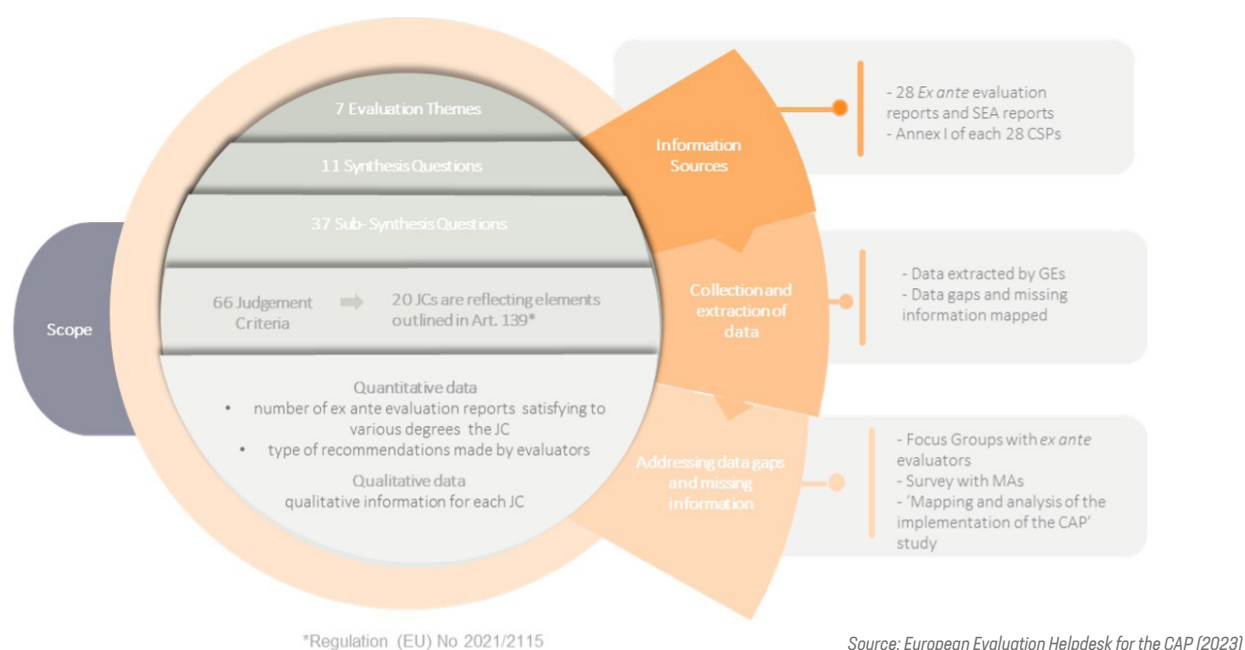 Scope
7 Evaluation Themes
11 Synthesis Questions
37 Sub- Synthesis Questions
66 Judgement
Criteria
20 JCs are reflecting elements
outlined in Art. 139*
Quantitative data
• number of ex ante evaluation reports satisfying to
various degrees the JC
• type of recommendations made by evaluators
Qualitative data
qualitative information for each JC
Information
Sources
- 28 Ex ante evaluation
reports and SEA reports
- Annex I of each 28 CSPs
Collection and
extraction of
data
- Data extracted by GEs
- Data gaps and missing
information mapped
Addressing data gaps
and missing
information
- Focus Groups with ex ante
evaluators
- Survey with MAs
- 'Mapping and analysis of the
implementation of the CAP'
study
*Regulation (EU) No 2021/2115
Source: European Evaluation Helpdesk for the CAP (2023)